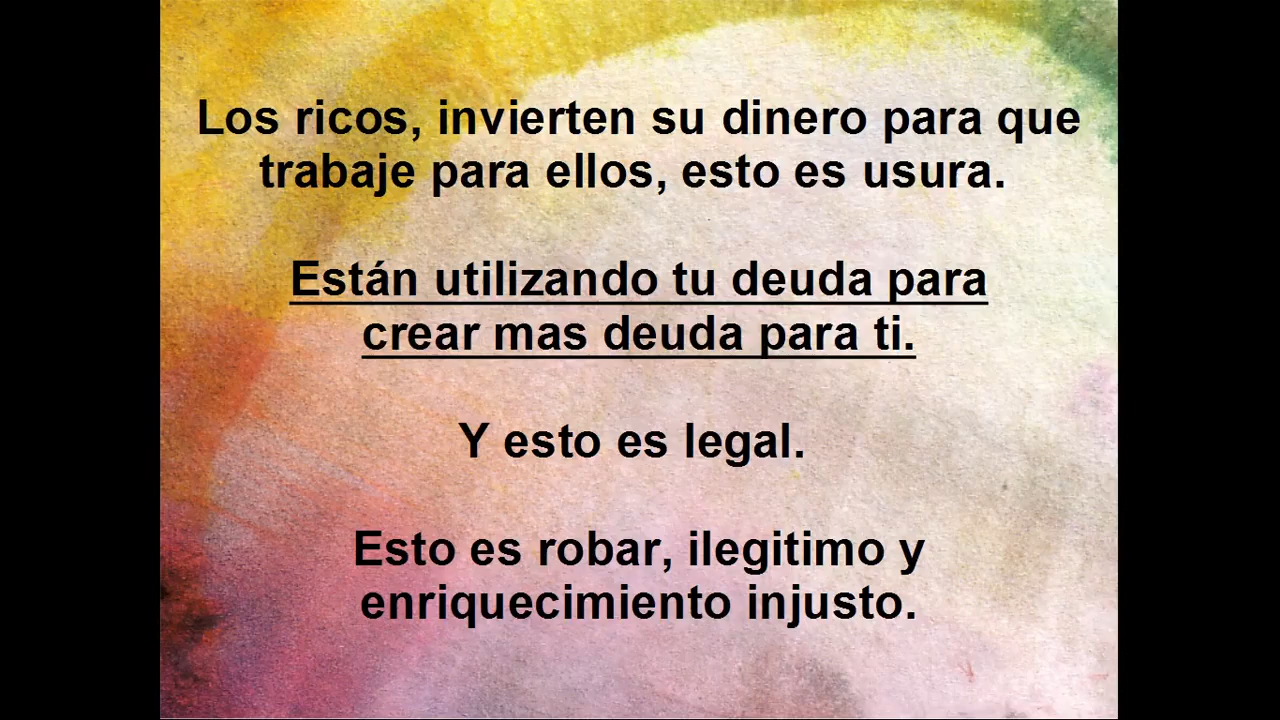 Los ricos, invierten su dinero para que
trabaje para ellos, esto es usura.
Están utilizando tu deuda para
crear mas deuda para ti.
Y esto es legal.
Esto es robar, ilegitimo y
enriquecimiento injusto.